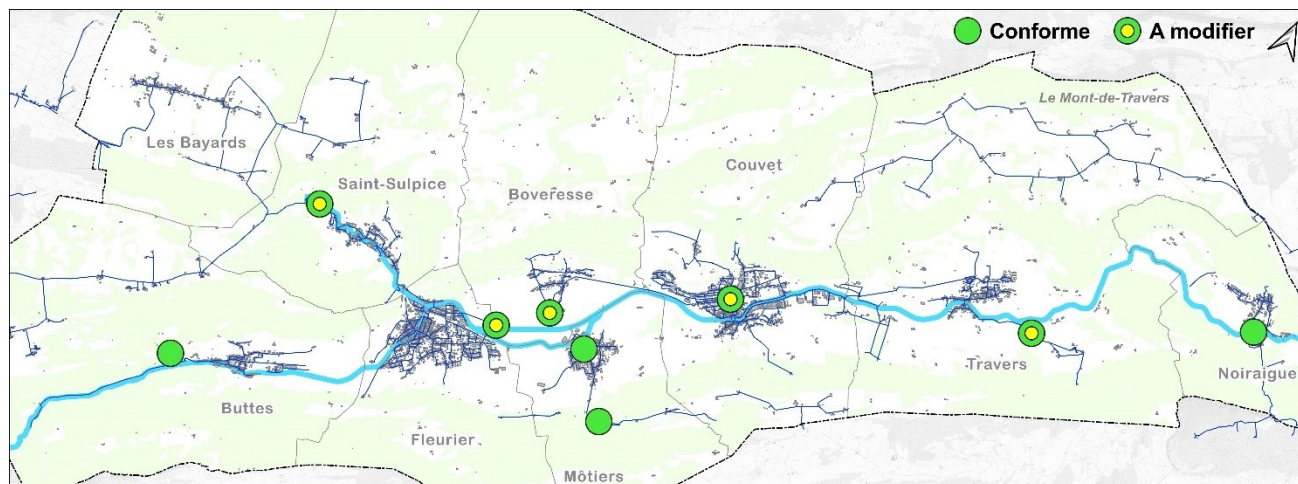 Conforme
A modifier
Le Mont-de-Travers
Les Bayards
Couvet
Saint-Sulpice
Boveresse
Travers
Noiraigue
Buttes
Fleurier
Môtiers